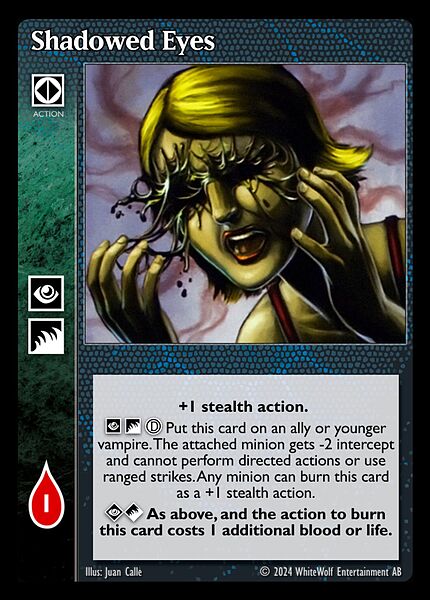 Shadowed Eyes
ACTION
+1 stealth action.
D Put this card on an ally or younger
vampire. The attached minion gets -2 intercept
and cannot perform directed actions or use
ranged strikes. Any minion can burn this card
as a +1 stealth action.
As above, and the action to burn
this card costs 1 additional blood or life.
1
Illus: Juan Calle
© 2024 WhiteWolf Entertainment AB